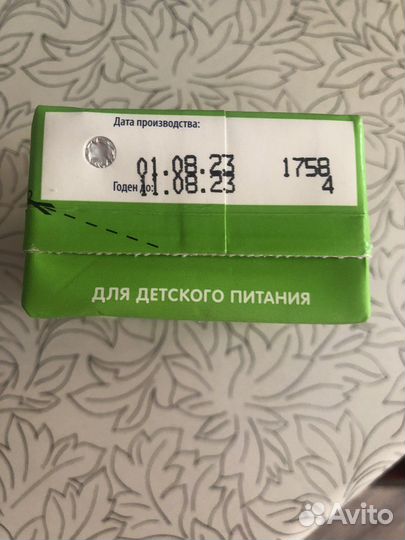 Дата производства:
01.08.23 1758
Годен до: 11.08.23 4
ДЛЯ ДЕТСКОГО ПИТАНИЯ
Avito